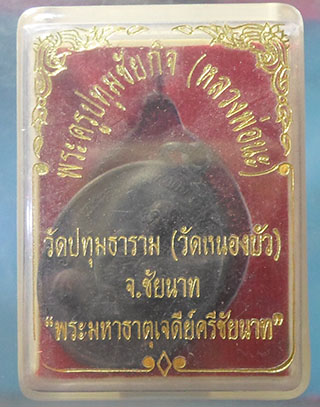 พระครูปทุมชัยกิจ (หลวงพ่อนะ)
วัดปทุมธาราม (วัดหนองบัว)
จ.ชัยนาท
“พระมหาธาตุเจดีย์ศรีชัยนาท”